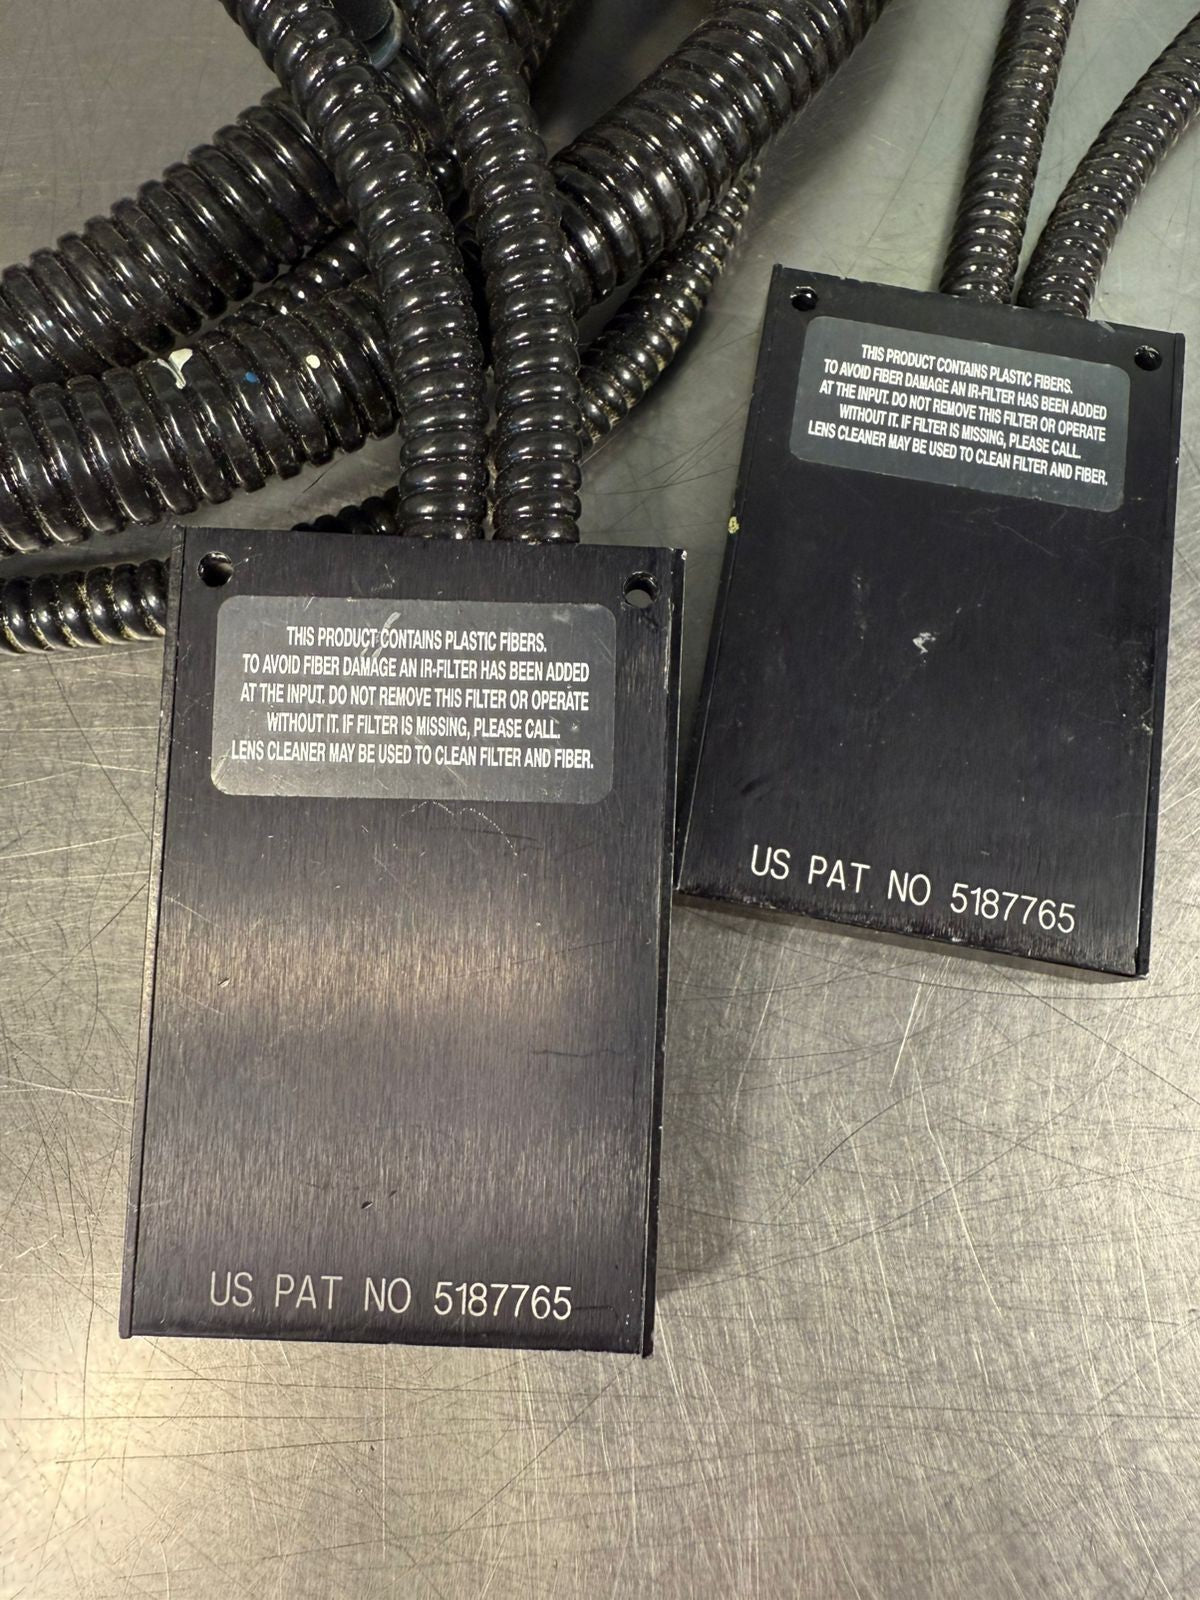 THIS PRODUCT CONTAINS PLASTIC FIBERS.
TO AVOID FIBER DAMAGE AN IR-FILTER HAS BEEN ADDED
AT THE INPUT. DO NOT REMOVE THIS FILTER OR OPERATE
WITHOUT IT. IF FILTER IS MISSING, PLEASE CALL.
LENS CLEANER MAY BE USED TO CLEAN FILTER AND FIBER.
US PAT NO 5187765
THIS PRODUCT CONTAINS PLASTIC FIBERS.
TO AVOID FIBER DAMAGE AN IR-FILTER HAS BEEN ADDED
AT THE INPUT. DO NOT REMOVE THIS FILTER OR OPERATE
WITHOUT IT. IF FILTER IS MISSING, PLEASE CALL.
LENS CLEANER MAY BE USED TO CLEAN FILTER AND FIBER.
US PAT NO 5187765